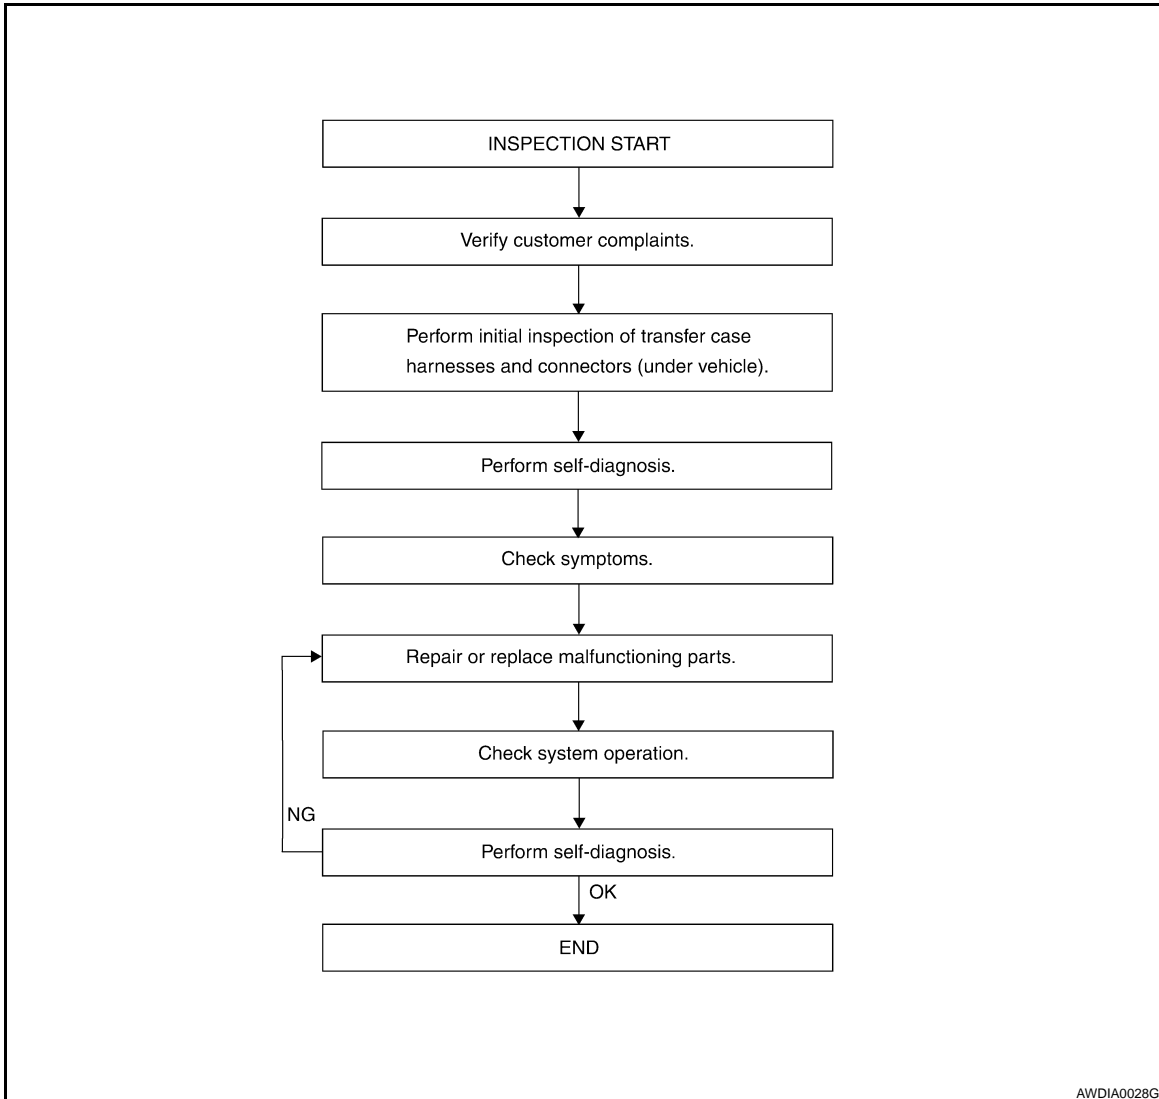 INSPECTION START
Verify customer complaints.
Perform initial inspection of transfer case
harnesses and connectors (under vehicle).
Perform self-diagnosis.
Check symptoms.
Repair or replace malfunctioning parts.
Check system operation.
NG
Perform self-diagnosis.
OK
END
AWDIA0028G